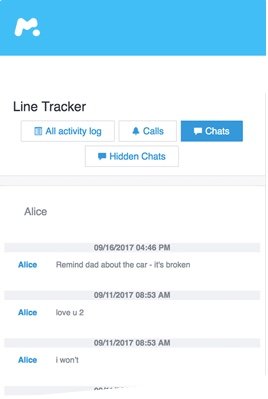 Line Tracker
All activity log
Calls
Chats
Hidden Chats
Alice
09/16/2017 04:46 PM
Alice Remind dad about the car - it's broken
09/11/2017 08:53 AM
Alice love u 2
09/11/2017 08:53 AM
Alice i won't